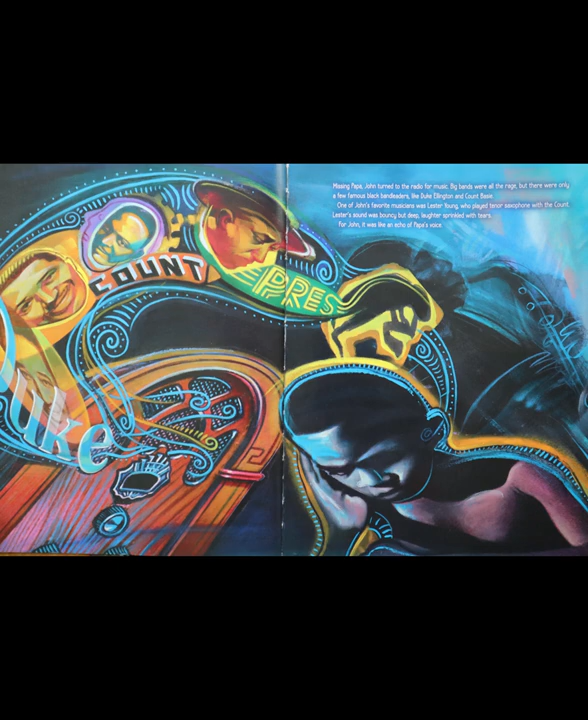 Duke
COUNT
PRES
Missing Papa, John turned to the radio for music. Big bands were all the rage, but there were only
a few famous black bandleaders, like Duke Ellington and Count Basie.
One of John's favorite musicians was Lester Young, who played tenor saxophone with the Count.
Lester's sound was bouncy but deep, laughter sprinkled with tears.
For John, it was like an echo of Papa's voice.